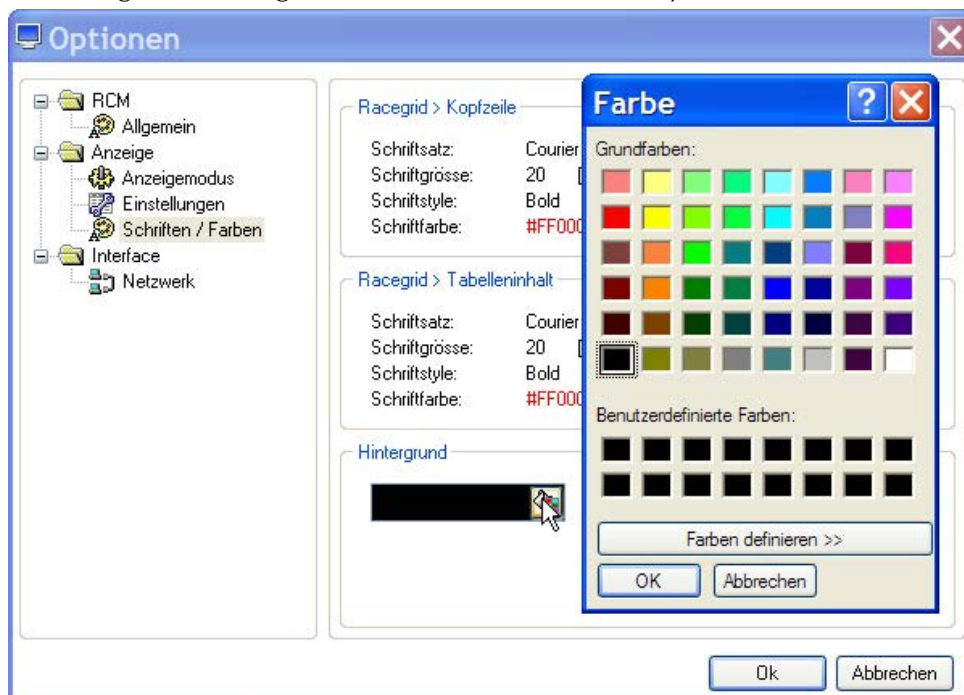 Optionen
RCM
Allgemein
Anzeige
Anzeigemodus
Einstellungen
Schriften / Farben
Interface
Netzwerk
Racegrid > Kopfzeile
Schriftsatz: Courier
Schriftgrösse: 20 [
Schriftstyle: Bold
Schriftfarbe: #FF000
Racegrid > Tabelleninhalt
Schriftsatz: Courier
Schriftgrösse: 20 [
Schriftstyle: Bold
Schriftfarbe: #FF000
Hintergrund
Farbe
Grundfarben:
Benutzerdefinierte Farben:
Farben definieren >>
OK Abbrechen
Ok Abbrechen